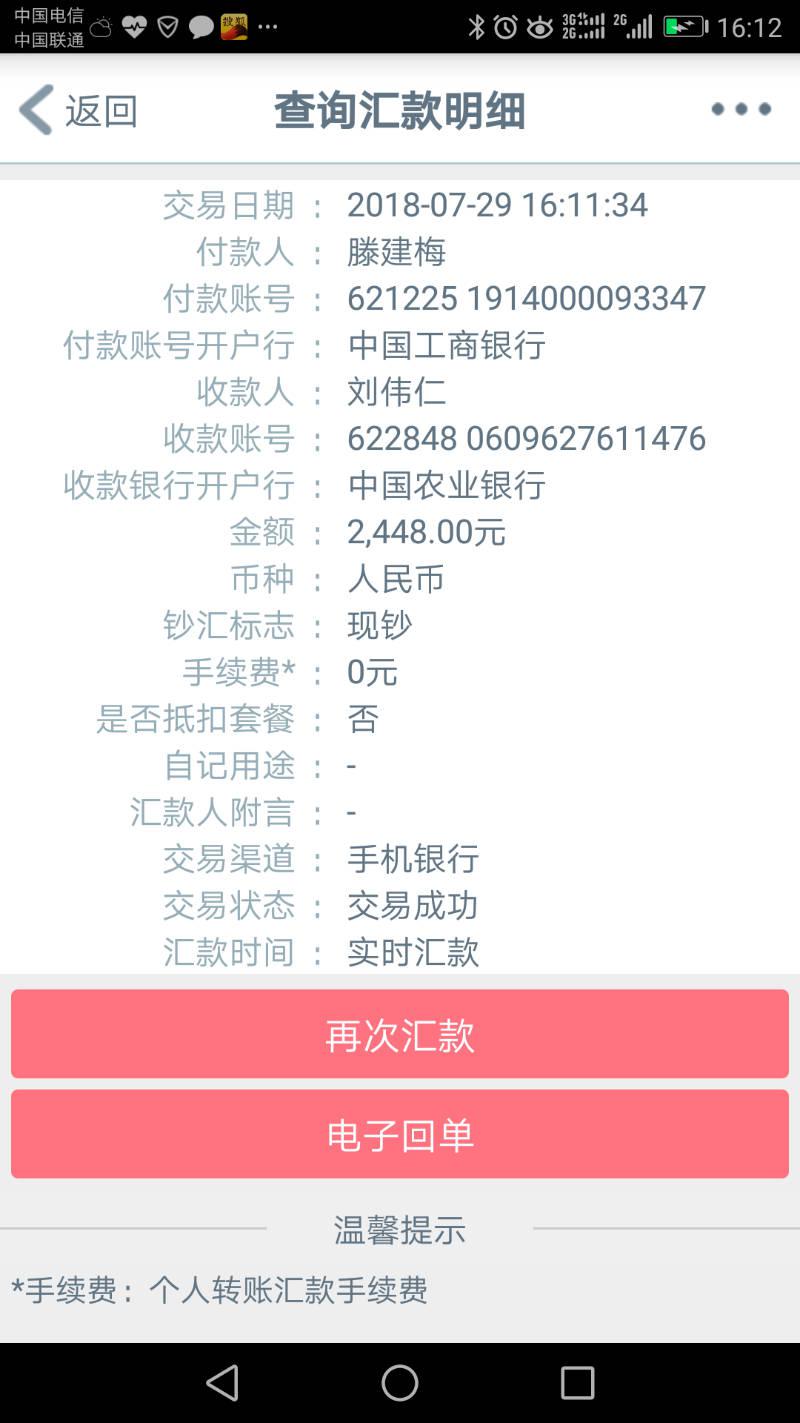 中国电信
中国联通
搜狐
3G 1X 2G
2G
16:12
返回 查询汇款明细
交易日期 : 2018-07-29 16:11:34
付款人 : 滕建梅
付款账号 : 621225 1914000093347
付款账号开户行 : 中国工商银行
收款人 : 刘伟仁
收款账号 : 622848 0609627611476
收款银行开户行 : 中国农业银行
金额 : 2,448.00元
币种 : 人民币
钞汇标志 : 现钞
手续费* : 0元
是否抵扣套餐 : 否
自记用途 : -
汇款人附言 : -
交易渠道 : 手机银行
交易状态 : 交易成功
汇款时间 : 实时汇款
再次汇款
电子回单
温馨提示
*手续费：个人转账汇款手续费